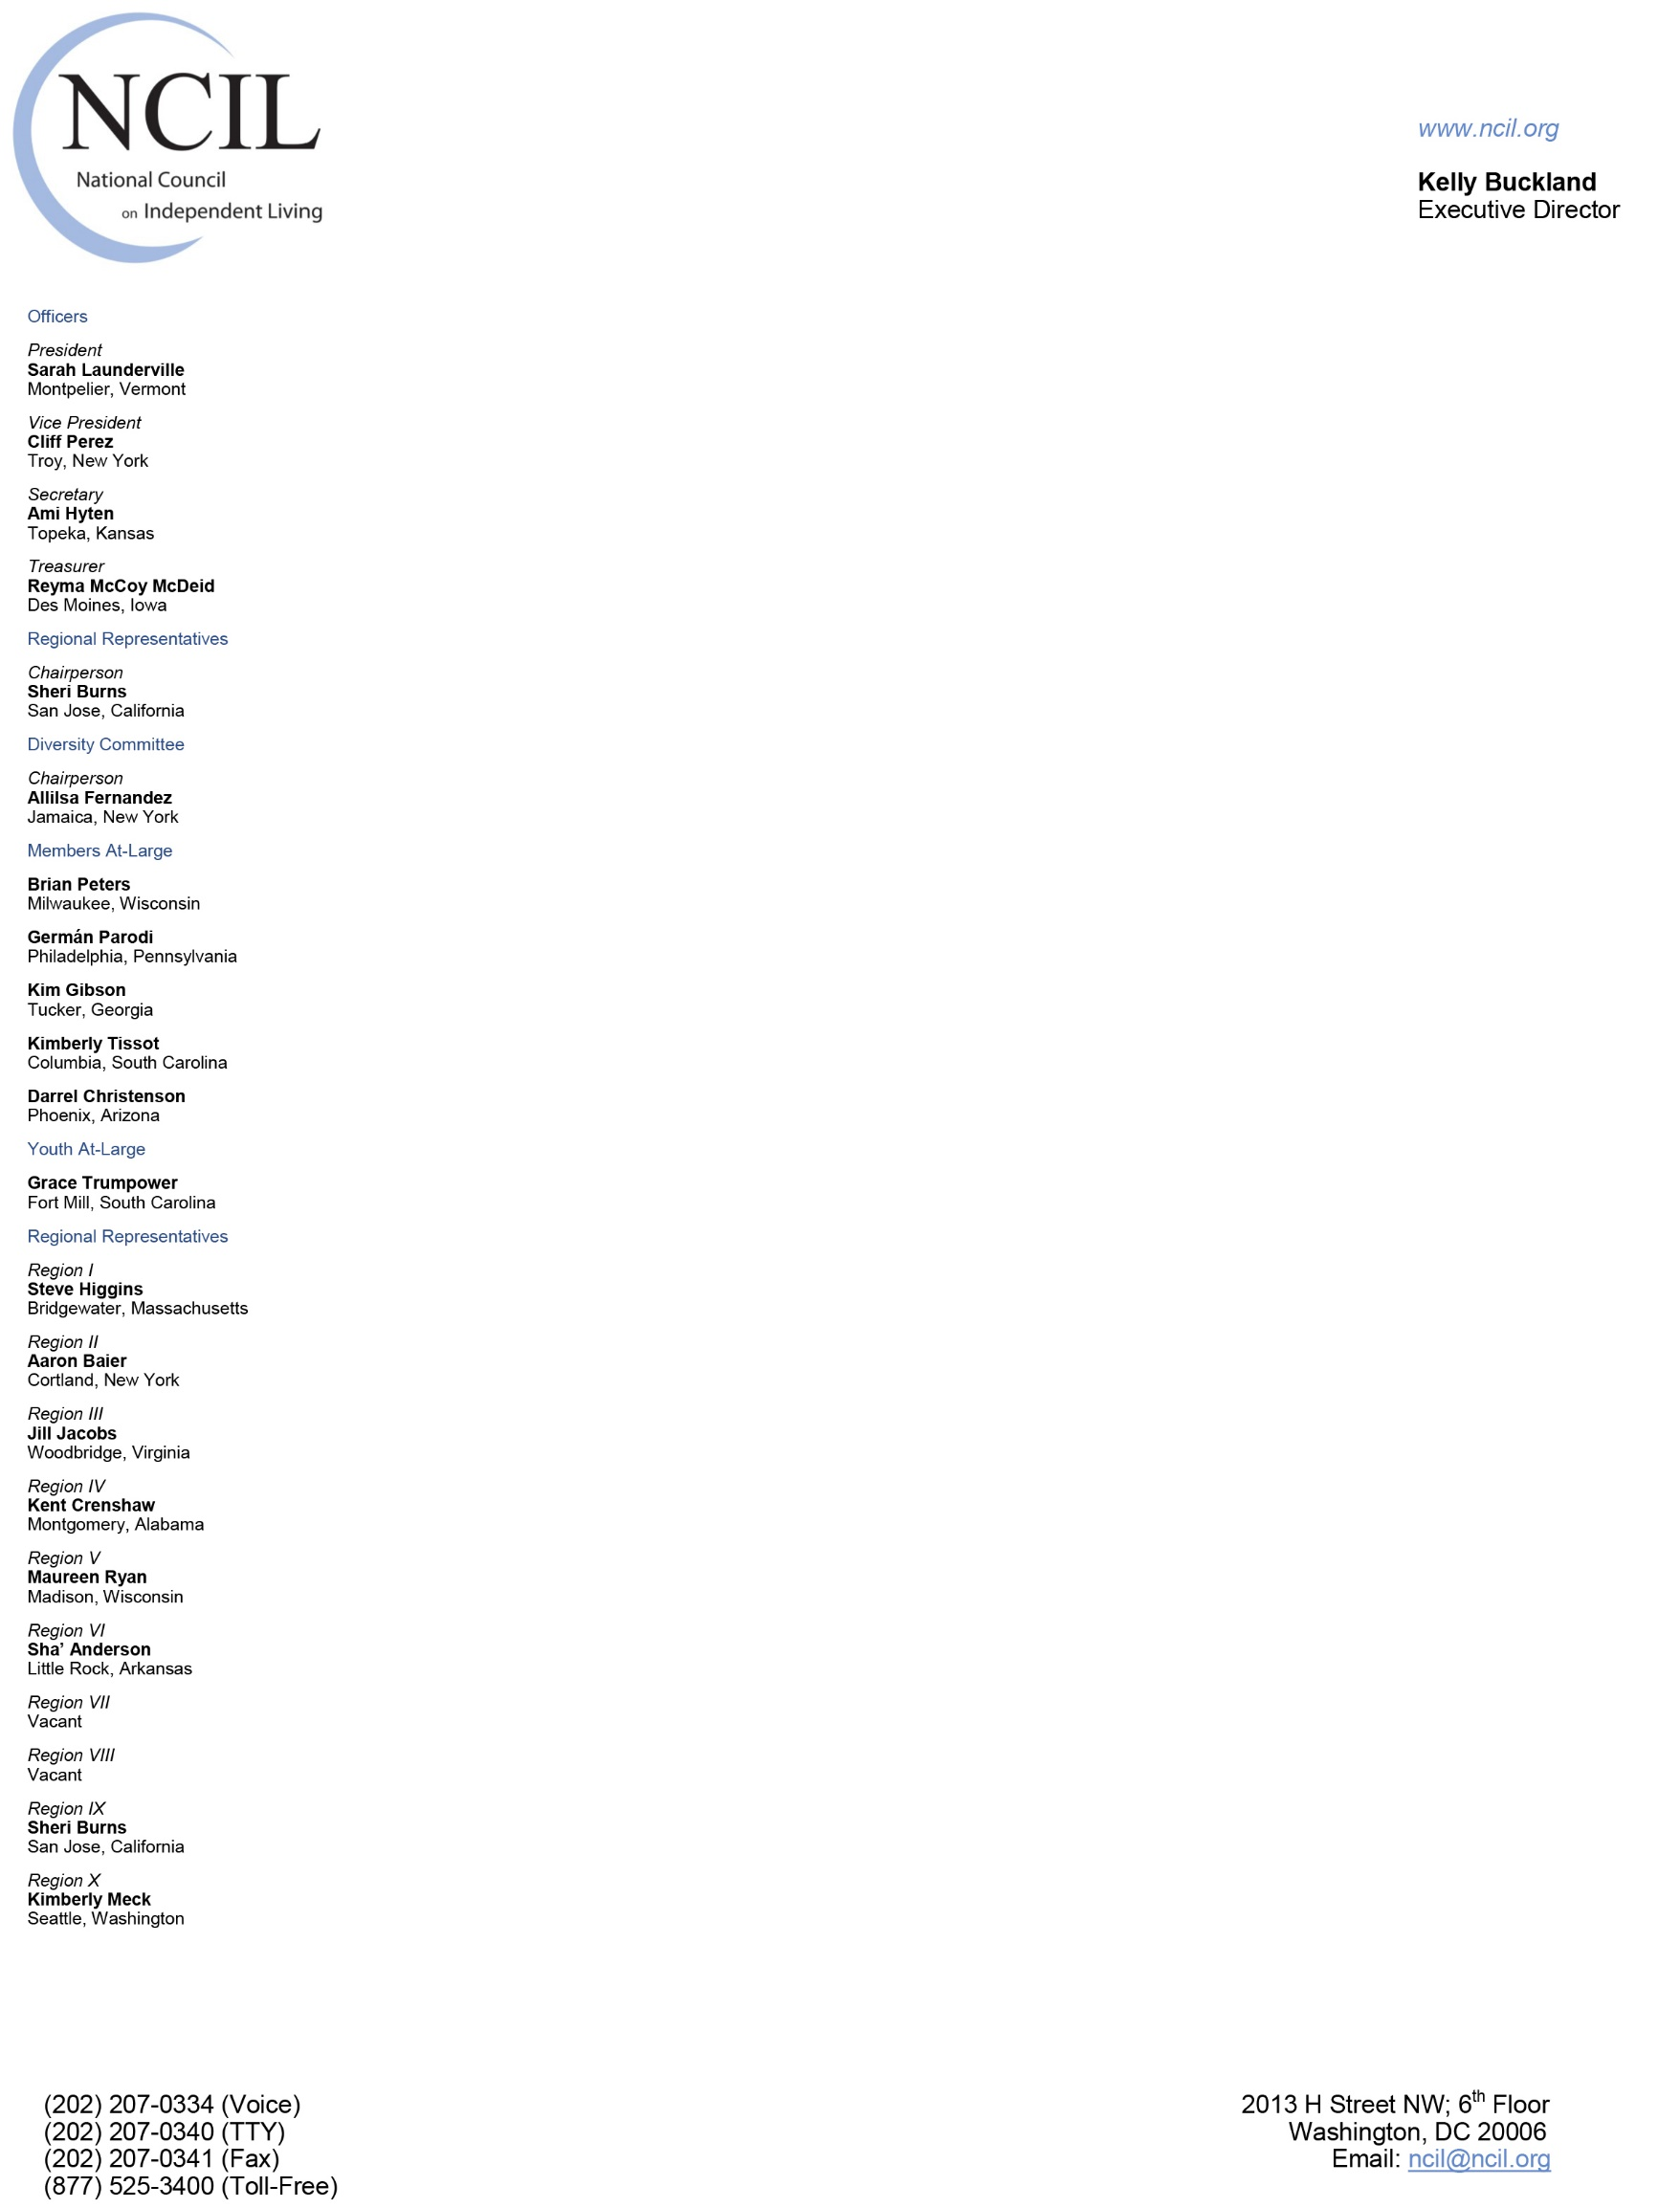 NCIL
National Council
on Independent Living
www.ncil.org
Kelly Buckland
Executive Director
Officers
President
Sarah Launderville
Montpelier, Vermont
Vice President
Cliff Perez
Troy, New York
Secretary
Ami Hyten
Topeka, Kansas
Treasurer
Reyma McCoy McDeid
Des Moines, Iowa
Regional Representatives
Chairperson
Sheri Burns
San Jose, California
Diversity Committee
Chairperson
Allilsa Fernandez
Jamaica, New York
Members At-Large
Brian Peters
Milwaukee, Wisconsin
Germán Parodi
Philadelphia, Pennsylvania
Kim Gibson
Tucker, Georgia
Kimberly Tissot
Columbia, South Carolina
Darrel Christenson
Phoenix, Arizona
Youth At-Large
Grace Trumpower
Fort Mill, South Carolina
Regional Representatives
Region I
Steve Higgins
Bridgewater, Massachusetts
Region II
Aaron Baier
Cortland, New York
Region III
Jill Jacobs
Woodbridge, Virginia
Region IV
Kent Crenshaw
Montgomery, Alabama
Region V
Maureen Ryan
Madison, Wisconsin
Region VI
Sha’ Anderson
Little Rock, Arkansas
Region VII
Vacant
Region VIII
Vacant
Region IX
Sheri Burns
San Jose, California
Region X
Kimberly Meck
Seattle, Washington
(202) 207-0334 (Voice)
(202) 207-0340 (TTY)
(202) 207-0341 (Fax)
(877) 525-3400 (Toll-Free)
2013 H Street NW; 6th Floor
Washington, DC 20006
Email: ncil@ncil.org